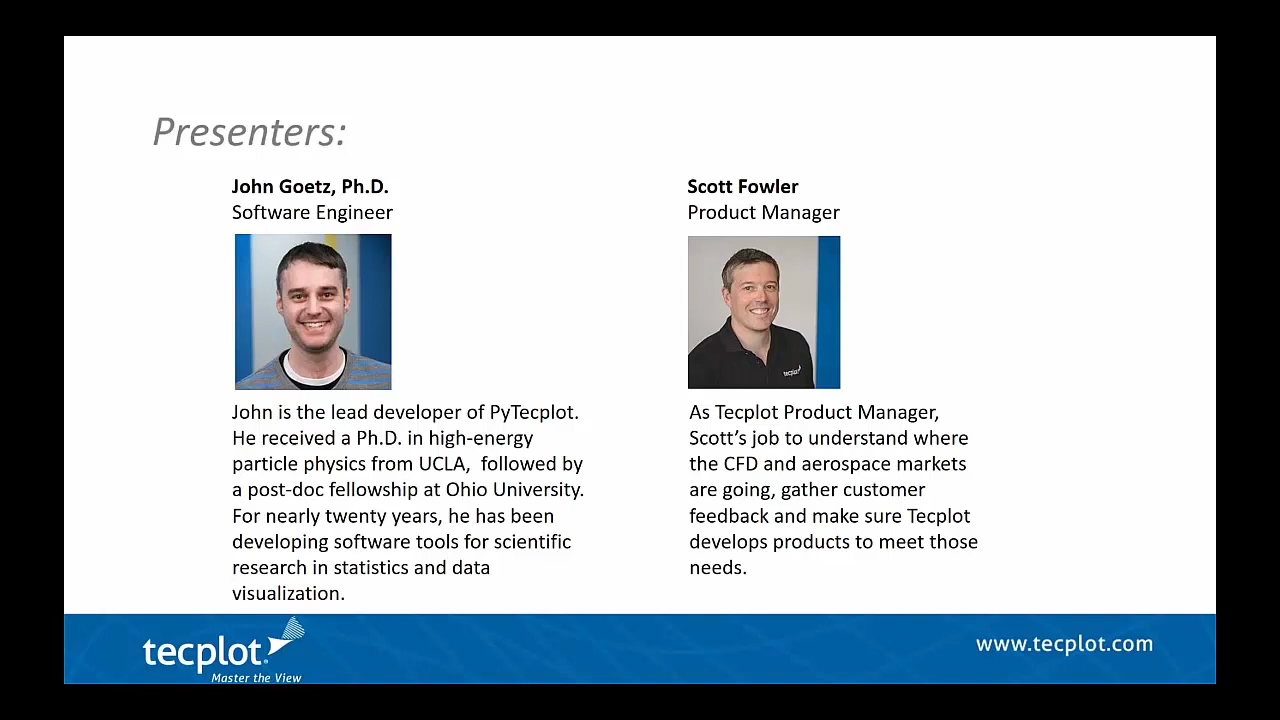 Presenters:
John Goetz, Ph.D.
Software Engineer
John is the lead developer of PyTecplot.
He received a Ph.D. in high-energy
particle physics from UCLA,  followed by
a post-doc fellowship at Ohio University.
For nearly twenty years, he has been
developing software tools for scientific
research in statistics and data
visualization.
Scott Fowler
Product Manager
tecplot
As Tecplot Product Manager,
Scott’s job to understand where
the CFD and aerospace markets
are going, gather customer
feedback and make sure Tecplot
develops products to meet those
needs.
tecplot®
Master the View
www.tecplot.com